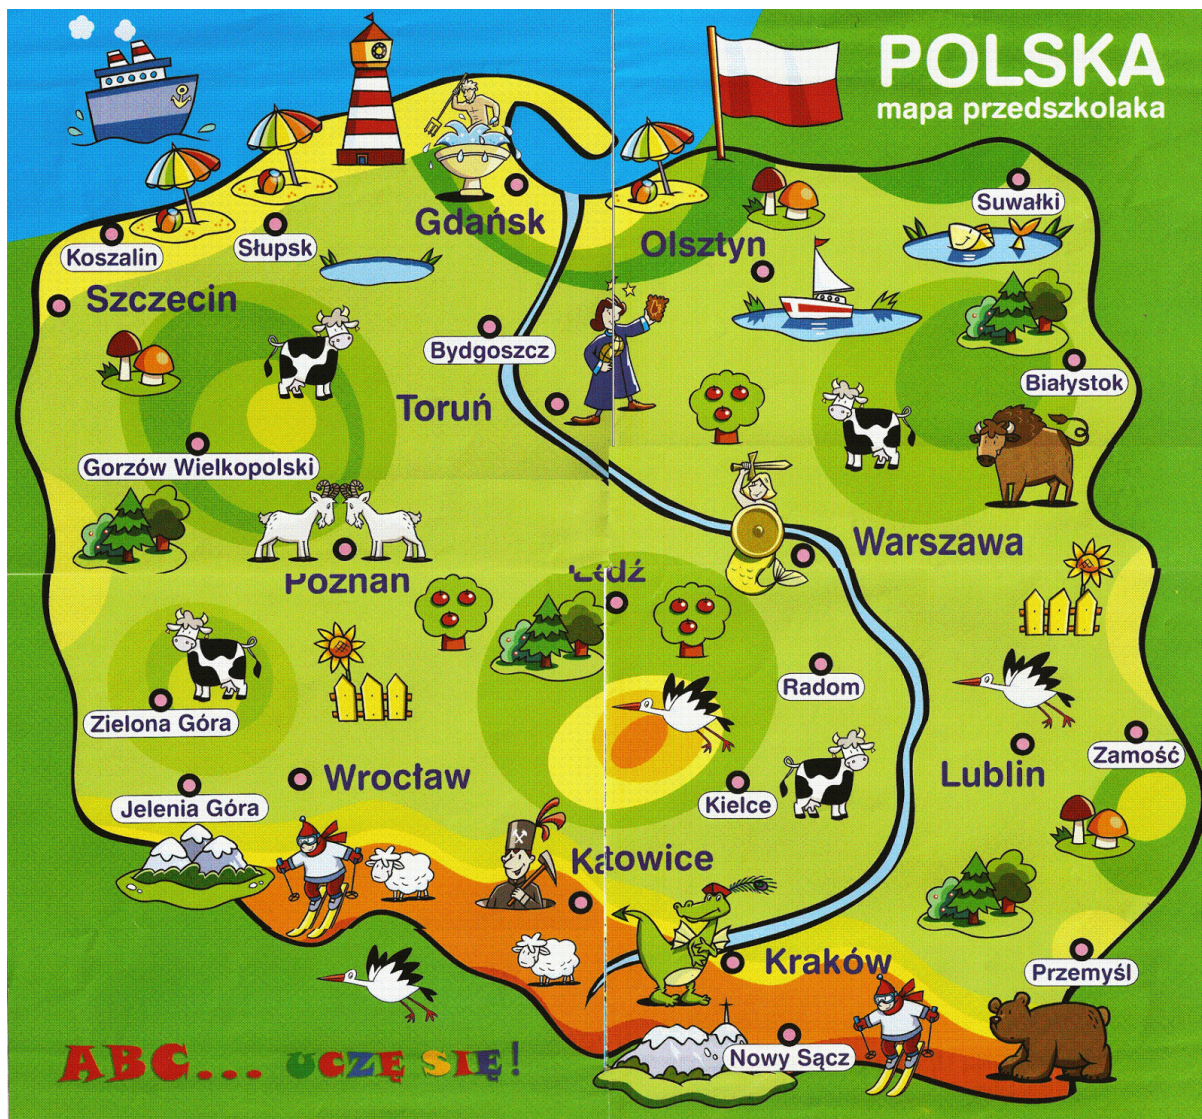 POLSKA
mapa przedszkolaka
Suwałki
Gdańsk
Koszalin
Słupsk
Olsztyn
Szczecin
Bydgoszcz
Białystok
Toruń
Gorzów Wielkopolski
Warszawa
Poznań
Łódź
Radom
Zielona Góra
Zamość
Lublin
Wrocław
Jelenia Góra
Kielce
Katowice
Kraków
Przemyśl
Nowy Sącz
ABC... UCZĘ SIĘ!